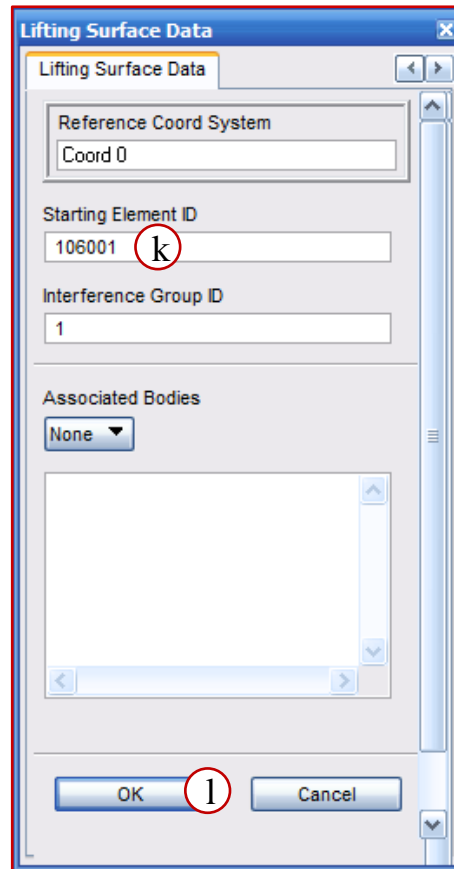 Lifting Surface Data
Lifting Surface Data
Reference Coord System
Coord 0
Starting Element ID
106001 k
Interference Group ID
1
Associated Bodies
None
OK l Cancel